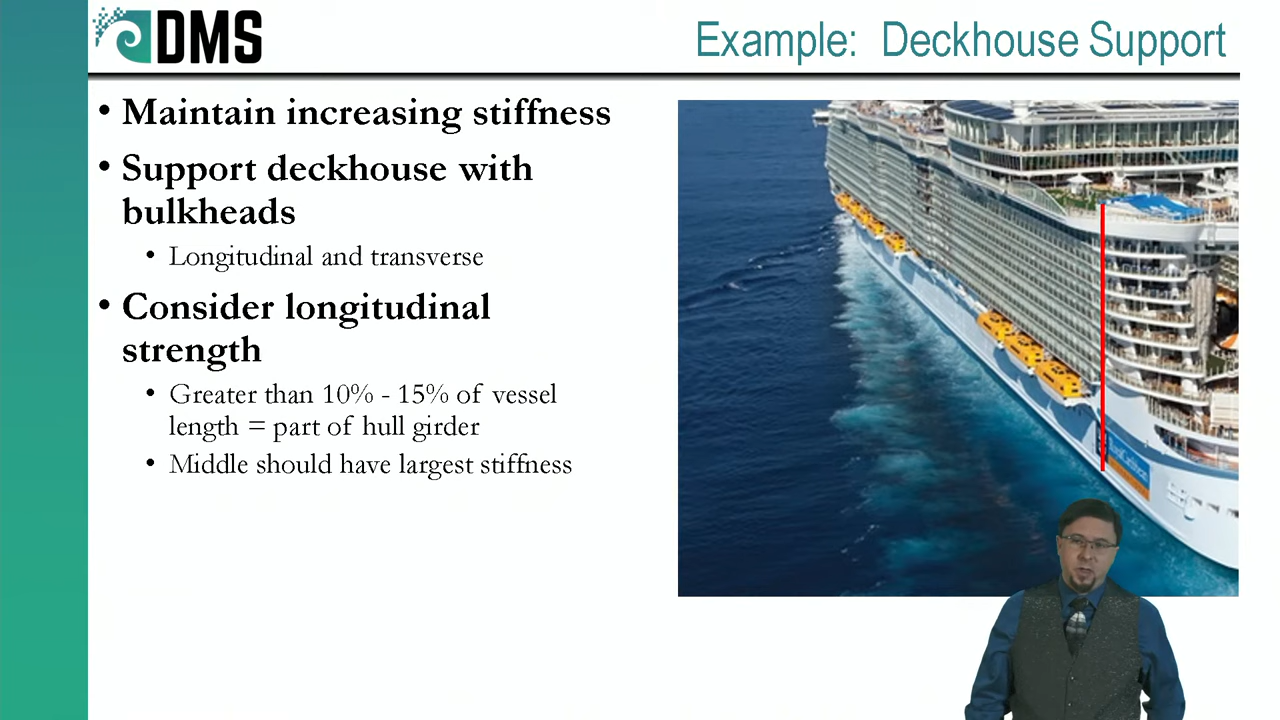 DMS
Example: Deckhouse Support
• Maintain increasing stiffness
• Support deckhouse with
bulkheads
• Longitudinal and transverse
• Consider longitudinal
strength
• Greater than 10% - 15% of vessel
length = part of hull girder
• Middle should have largest stiffness